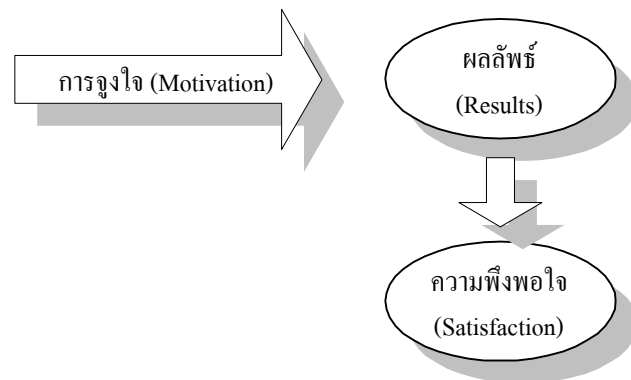 การจูงใจ (Motivation)
ผลลัพธ์
(Results)
ความพึงพอใจ
(Satisfaction)